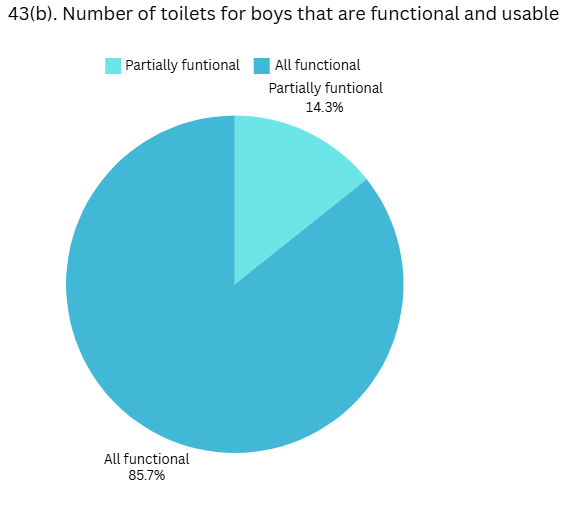 43(b). Number of toilets for boys that are functional and usable
Partially funtional All functional
Partially funtional
14.3%
All functional
85.7%